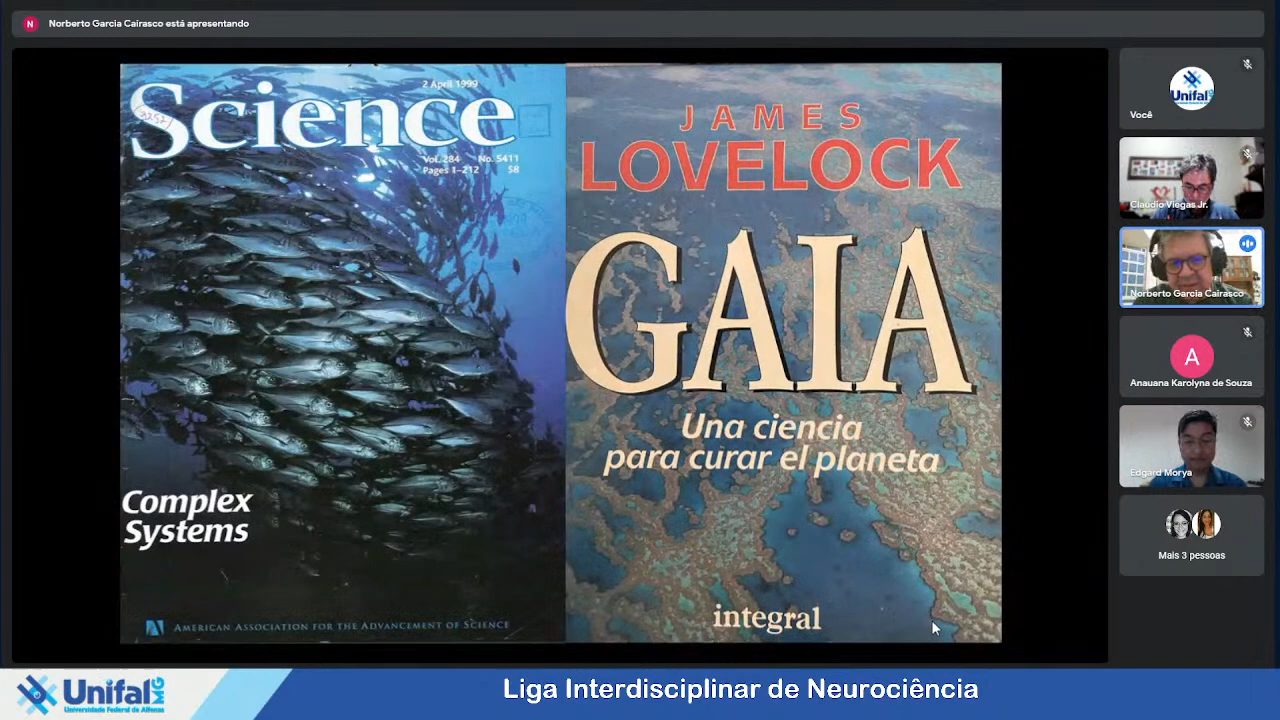 N
Norberto Garcia Cairasco está apresentando
2 April 1999
Science
Vol. 284 No. 5411
Pages 1–212 $8
Complex
Systems
AMERICAN ASSOCIATION FOR THE ADVANCEMENT OF SCIENCE
JAMES
LOVELOCK
GAIA
Una ciencia
para curar el planeta
integral
Unifal
Você
Claudio Viegas Jr.
Norberto Garcia Cairasco
A
Anauana Karolyna de Souza
Edgard Morya
Mais 3 pessoas
Unifal MG
Universidade Federal de Alfenas
Liga Interdisciplinar de Neurociência